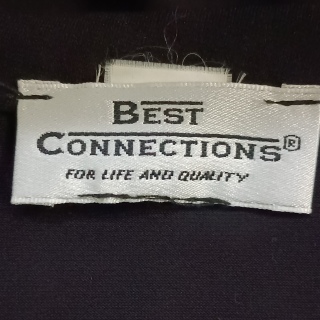 BEST
CONNECTIONS®
FOR LIFE AND QUALITY